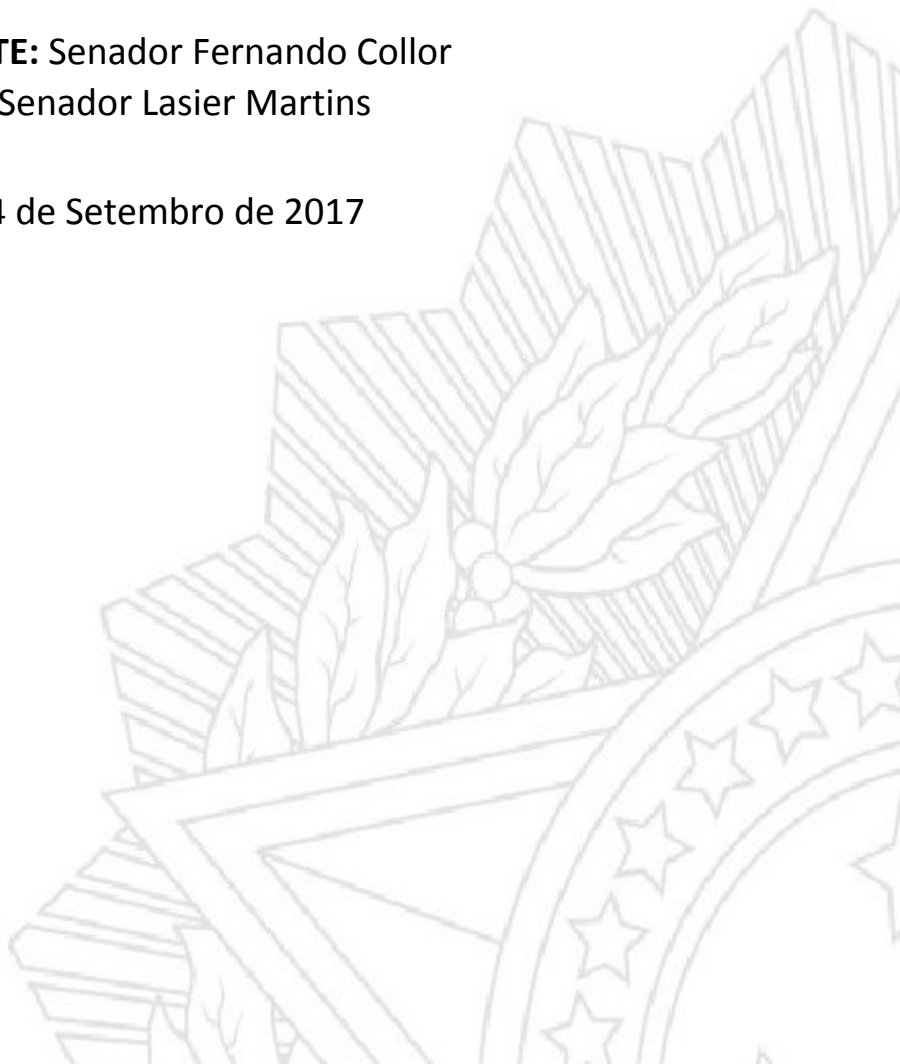 TE: Senador Fernando Collor
Senador Lasier Martins
4 de Setembro de 2017